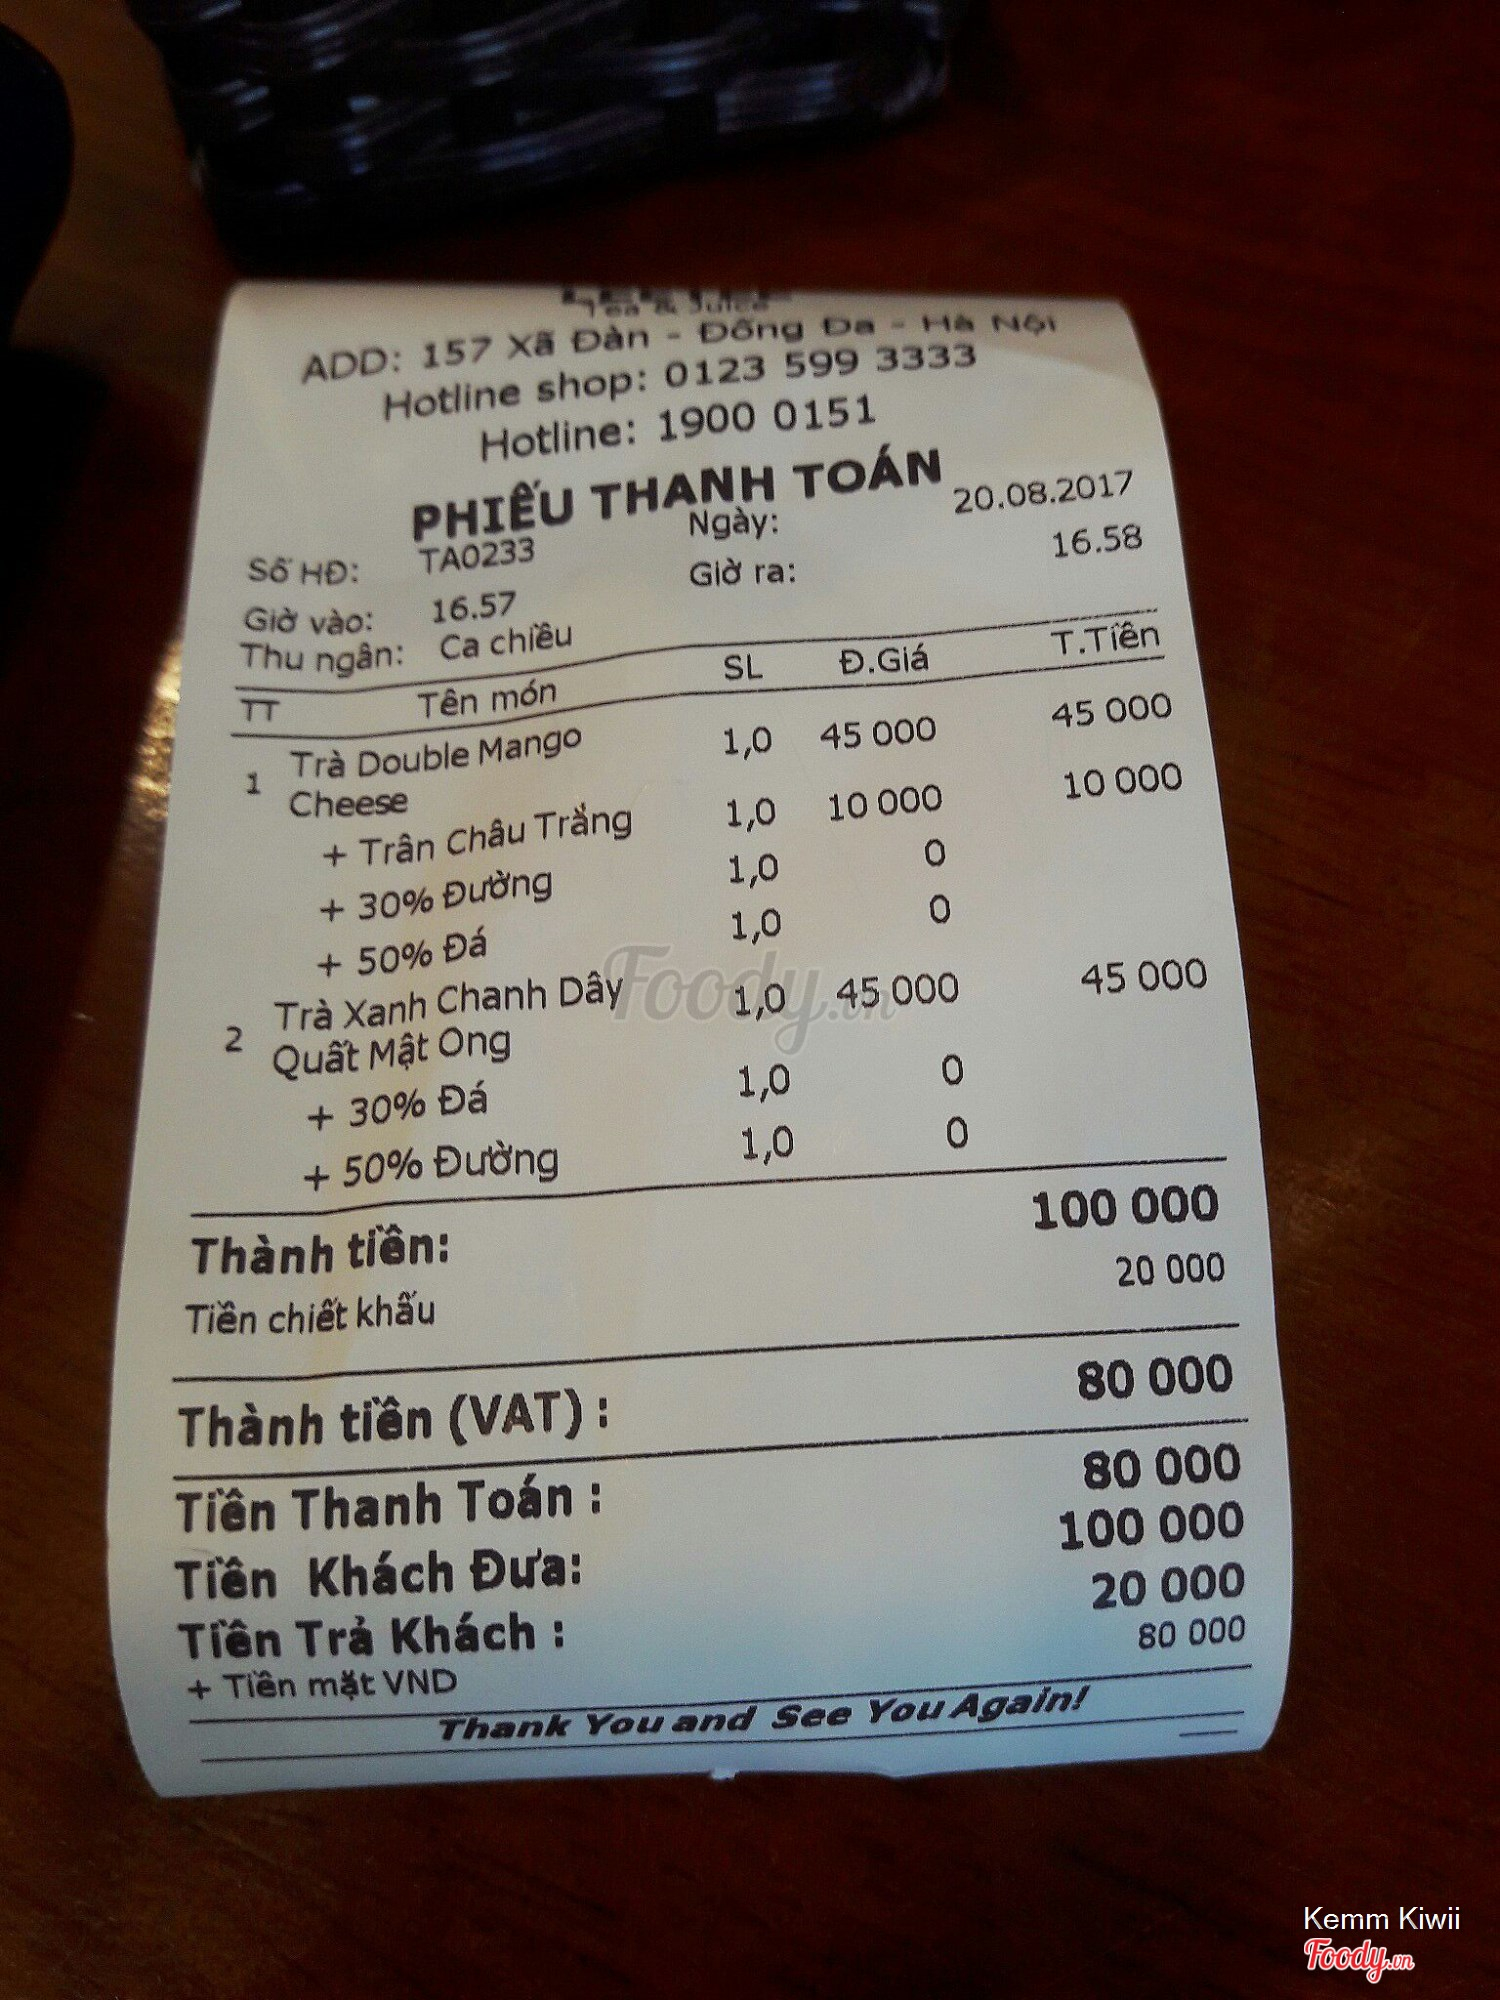 Tea & Juice
ADD: 157 Xã Đàn - Đống Đa - Hà Nội
Hotline shop: 0123 599 3333
Hotline: 1900 0151
PHIẾU THANH TOÁN
Số HĐ: TA0233 Ngày: 20.08.2017
Giờ vào: 16.57 Giờ ra: 16.58
Thu ngân: Ca chiều
TT Tên món SL Đ.Giá T.Tiền
1 Trà Double Mango 1,0 45 000 45 000
Cheese
+ Trân Châu Trắng 1,0 10 000 10 000
+ 30% Đường 1,0 0
+ 50% Đá 1,0 0
2 Trà Xanh Chanh Dây 1,0 45 000 45 000
Quất Mật Ong
+ 30% Đá 1,0 0
+ 50% Đường 1,0 0
Thành tiền: 100 000
Tiền chiết khấu 20 000
Thành tiền (VAT) : 80 000
Tiền Thanh Toán : 80 000
Tiền Khách Đưa: 100 000
Tiền Trả Khách : 20 000
+ Tiền mặt VND 80 000
Thank You and See You Again!
Foody.vn
Kemm Kiwii
Foody.vn